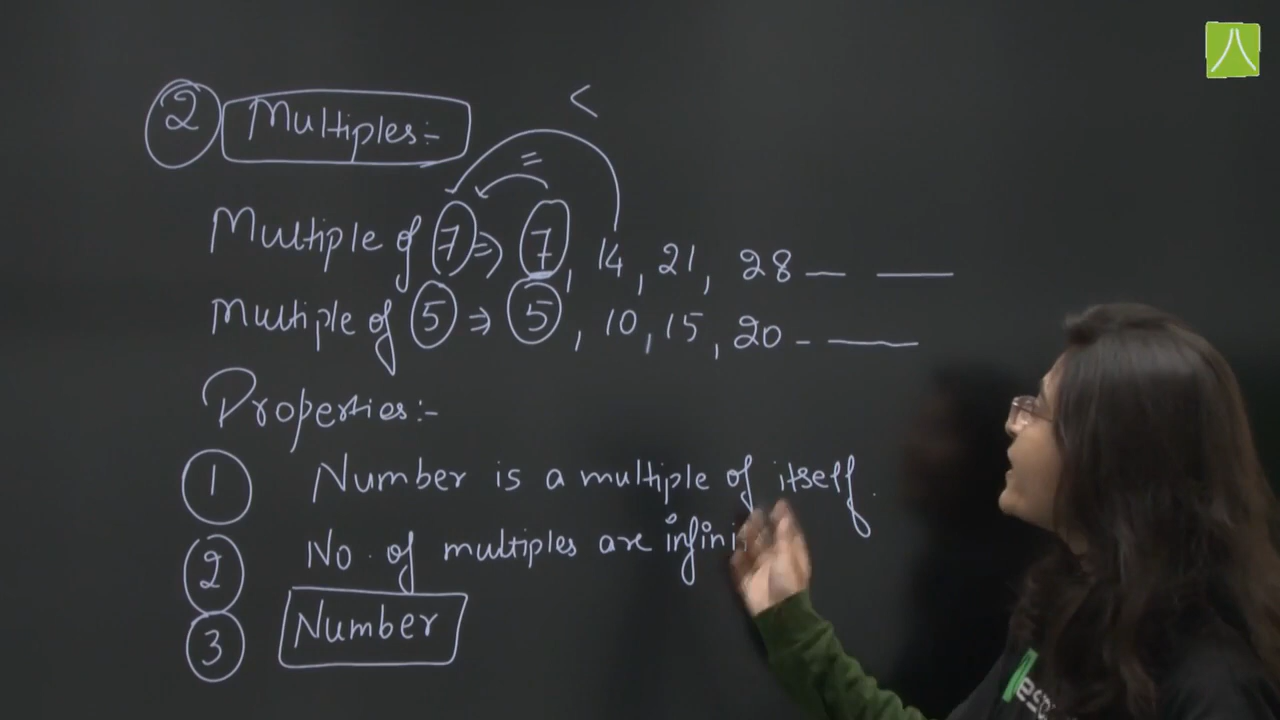 ② Multiples:-
<
=
Multiple of 7 ⇒ 7, 14, 21, 28 — —
Multiple of 5 ⇒ 5, 10, 15, 20 - —
Properties:-
① Number is a multiple of itself.
② No. of multiples are
③ Number